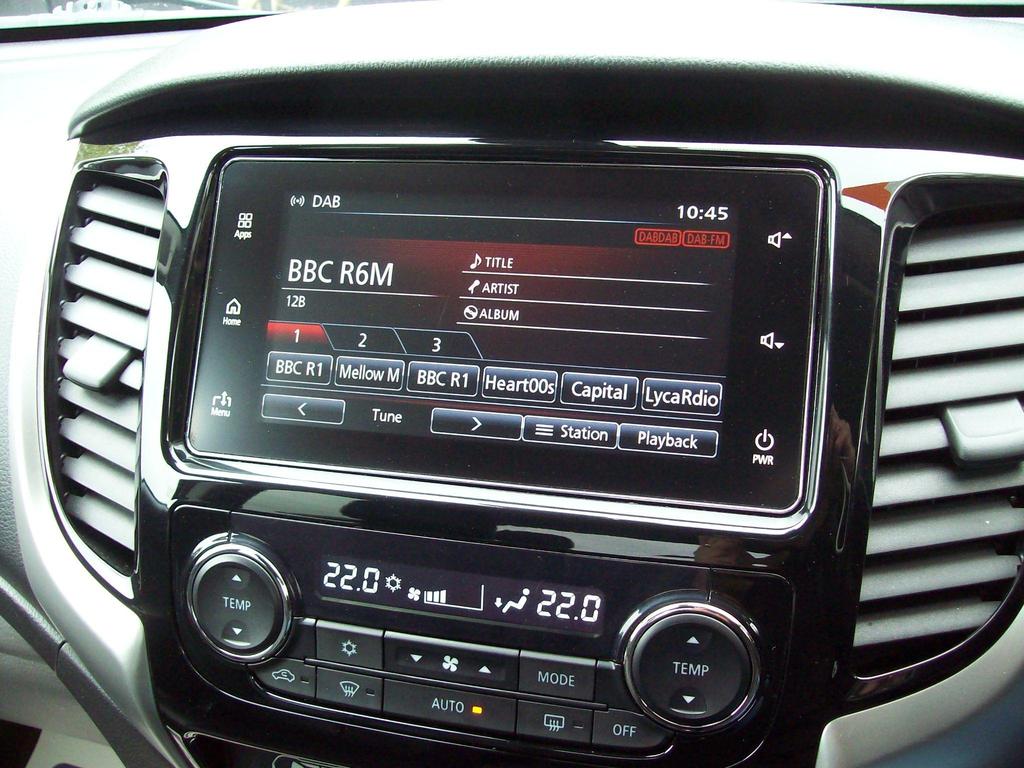 DAB
10:45
DABDAB DAB-FM
Apps
BBC R6M
12B
TITLE
ARTIST
ALBUM
Home
1 2 3
BBC R1 Mellow M BBC R1 Heart00s Capital LycaRdio
Menu
< Tune > Station Playback
PWR
22.0 22.0
TEMP
TEMP
MODE
AUTO
OFF